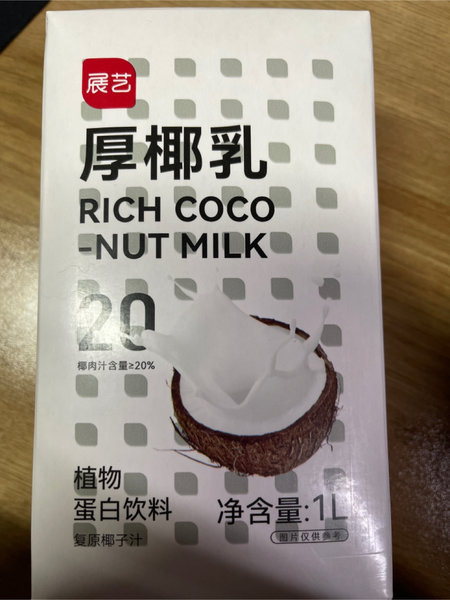 展艺
厚椰乳
RICH COCO
-NUT MILK
20
椰肉汁含量≥20%
植物
蛋白饮料
净含量:1L
复原椰子汁
图片仅供参考